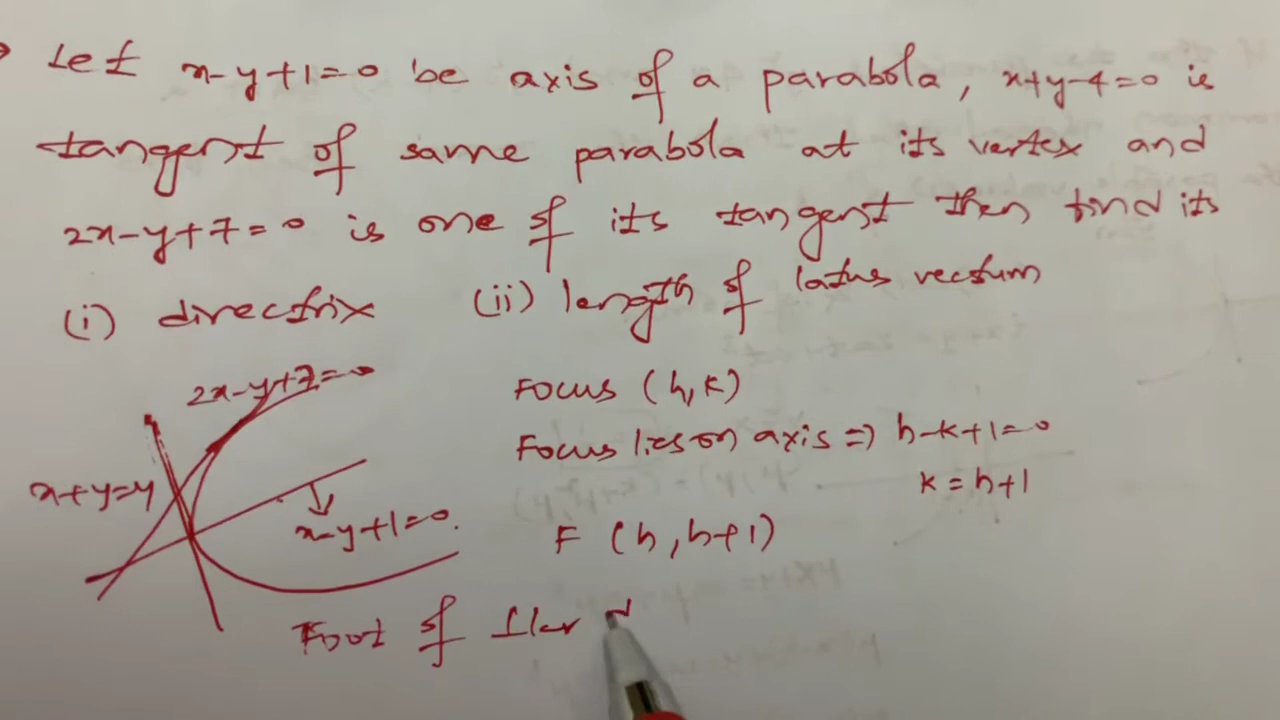 Let x-y+1=0 be axis of a parabola, x+y-4=0 is
tangent of same parabola at its vertex and
2x-y+7=0 is one of its tangent then find its
(i) directrix (ii) length of latus rectum
2x-y+7=0
Focus (h,k)
Focus lies on axis ⇒ h-k+1=0
x+y=4
k=h+1
x-y+1=0.
F (h, h+1)
Foot of